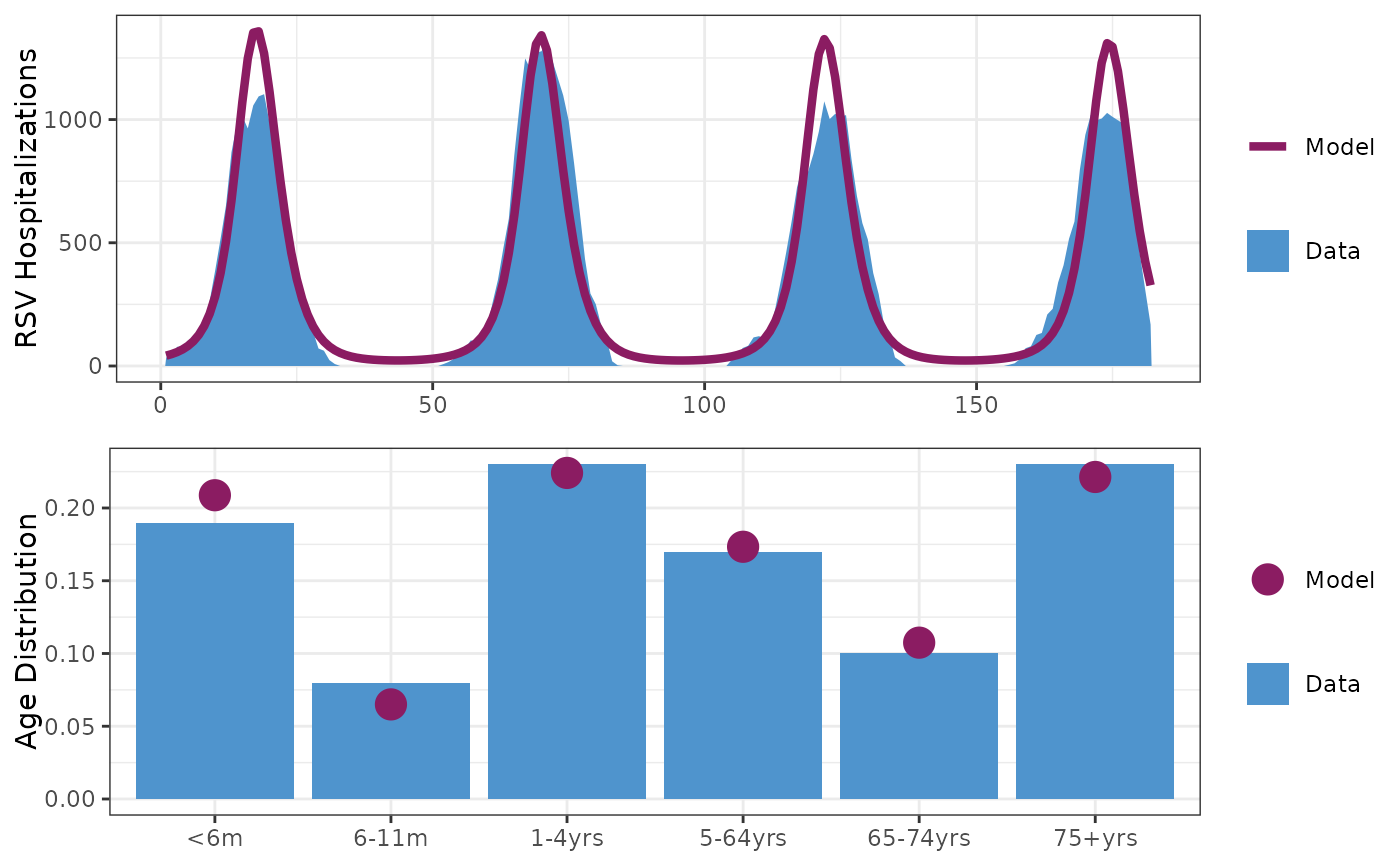 RSV Hospitalizations
1000
500
0
0 50 100 150
Model
Data
Age Distribution
0.20
0.15
0.10
0.05
0.00
<6m 6-11m 1-4yrs 5-64yrs 65-74yrs 75+yrs
Model
Data